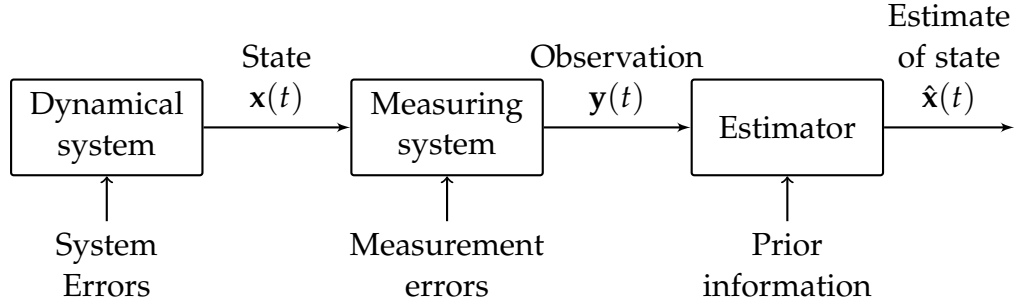 Dynamical
system
State
x(t)
Measuring
system
Observation
y(t)
Estimator
Estimate
of state
x̂(t)
System
Errors
Measurement
errors
Prior
information